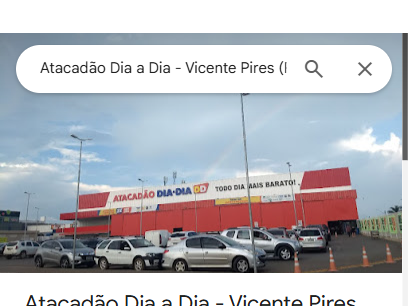 Atacadão Dia a Dia - Vicente Pires (
ATACADÃO DIA·A·DIA DD
TODO DIA MAIS BARATO!
Atacadão Dia a Dia - Vicente Pires